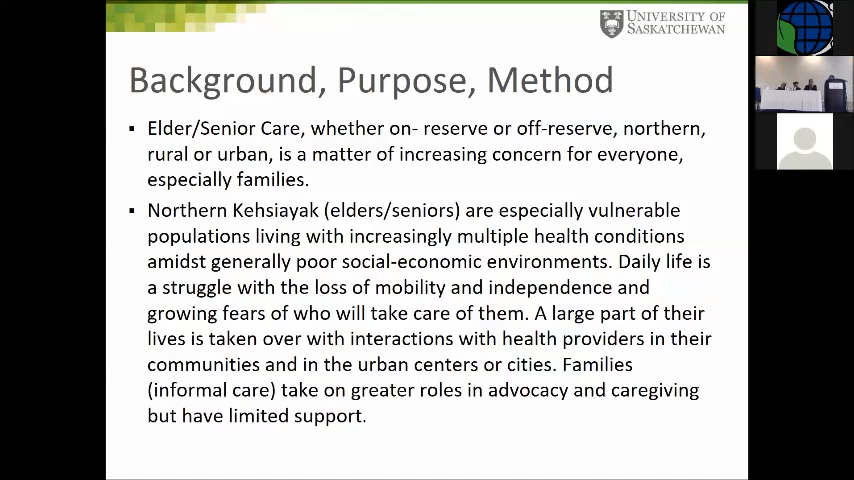 UNIVERSITY OF
SASKATCHEWAN
Background, Purpose, Method
▪ Elder/Senior Care, whether on- reserve or off-reserve, northern,
rural or urban, is a matter of increasing concern for everyone,
especially families.
▪ Northern Kehsiayak (elders/seniors) are especially vulnerable
populations living with increasingly multiple health conditions
amidst generally poor social-economic environments. Daily life is
a struggle with the loss of mobility and independence and
growing fears of who will take care of them. A large part of their
lives is taken over with interactions with health providers in their
communities and in the urban centers or cities. Families
(informal care) take on greater roles in advocacy and caregiving
but have limited support.